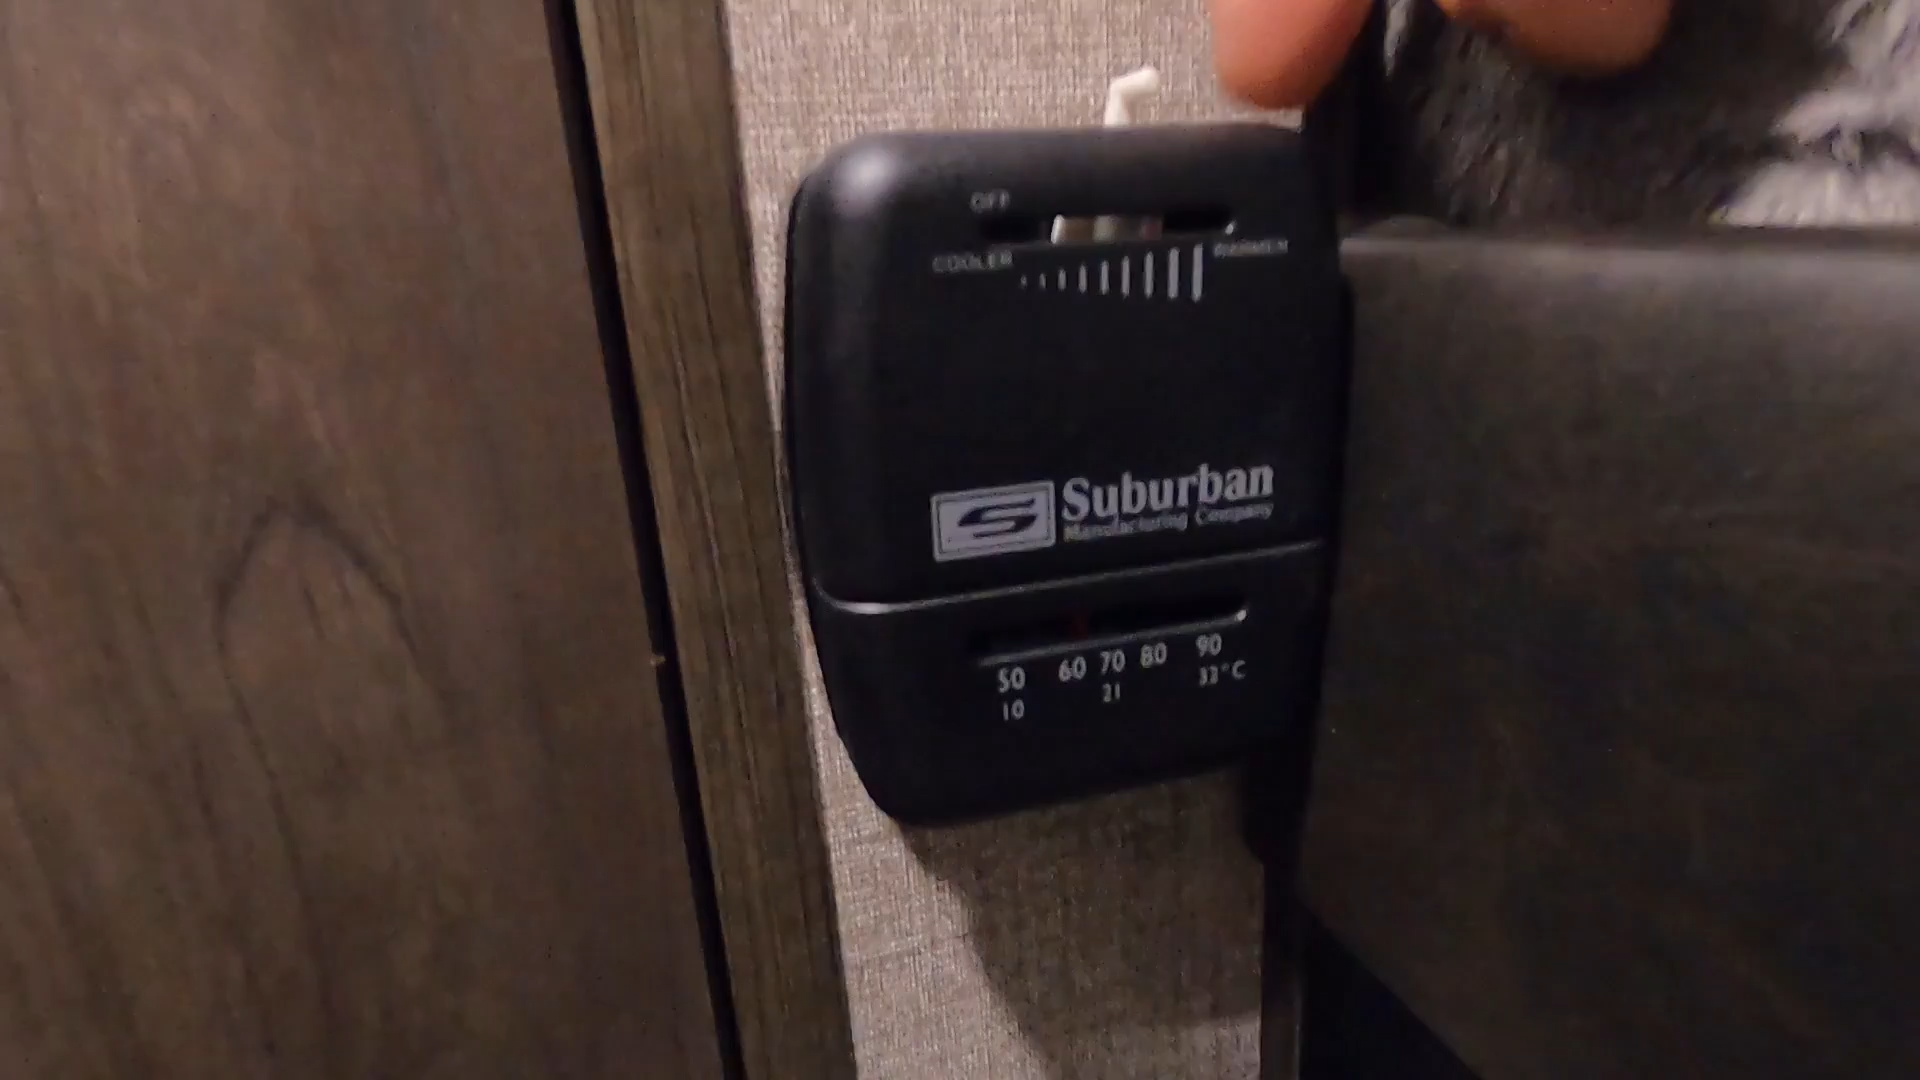 OFF
COOLER WARMER
Suburban
Manufacturing Company
50 60 70 80 90
10 21 32°C